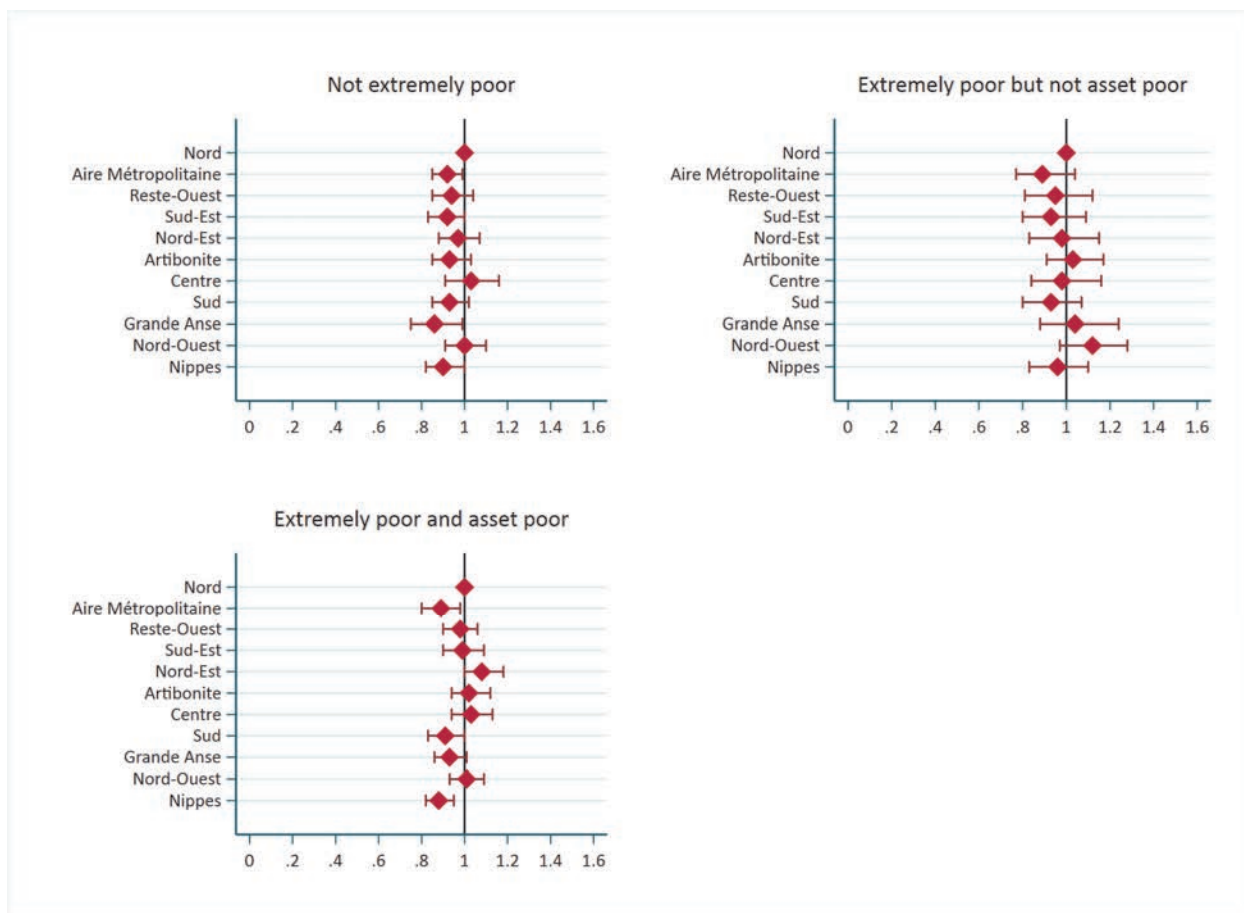 Not extremely poor
Nord
Aire Métropolitaine
Reste-Ouest
Sud-Est
Nord-Est
Artibonite
Centre
Sud
Grande Anse
Nord-Ouest
Nippes
0 .2 .4 .6 .8 1 1.2 1.4 1.6
Extremely poor but not asset poor
Nord
Aire Métropolitaine
Reste-Ouest
Sud-Est
Nord-Est
Artibonite
Centre
Sud
Grande Anse
Nord-Ouest
Nippes
0 .2 .4 .6 .8 1 1.2 1.4 1.6
Extremely poor and asset poor
Nord
Aire Métropolitaine
Reste-Ouest
Sud-Est
Nord-Est
Artibonite
Centre
Sud
Grande Anse
Nord-Ouest
Nippes
0 .2 .4 .6 .8 1 1.2 1.4 1.6